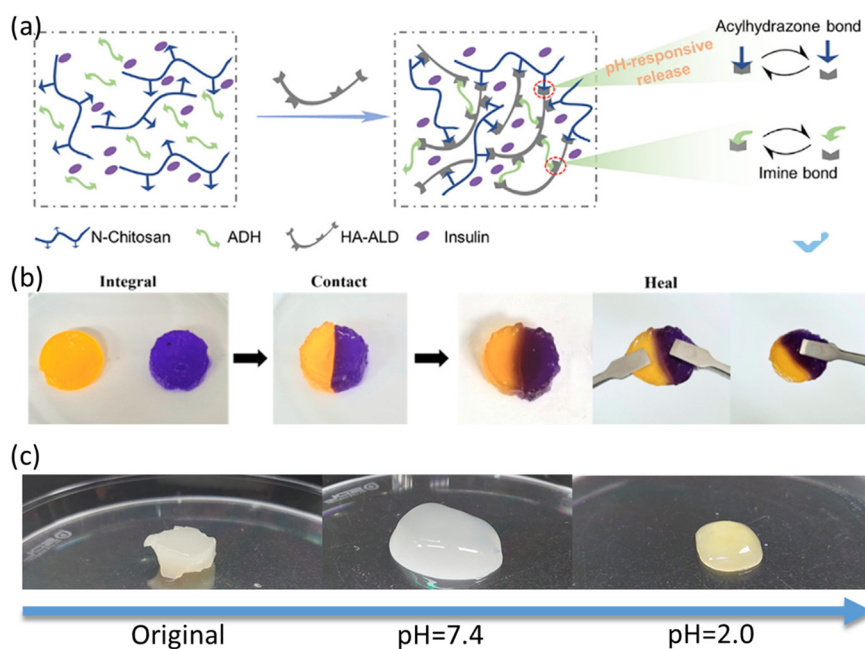 (a)
pH-responsive
release
Acylhydrazone bond
Imine bond
N-Chitosan
ADH
HA-ALD
Insulin
(b)
Integral
Contact
Heal
(c)
Original
pH=7.4
pH=2.0